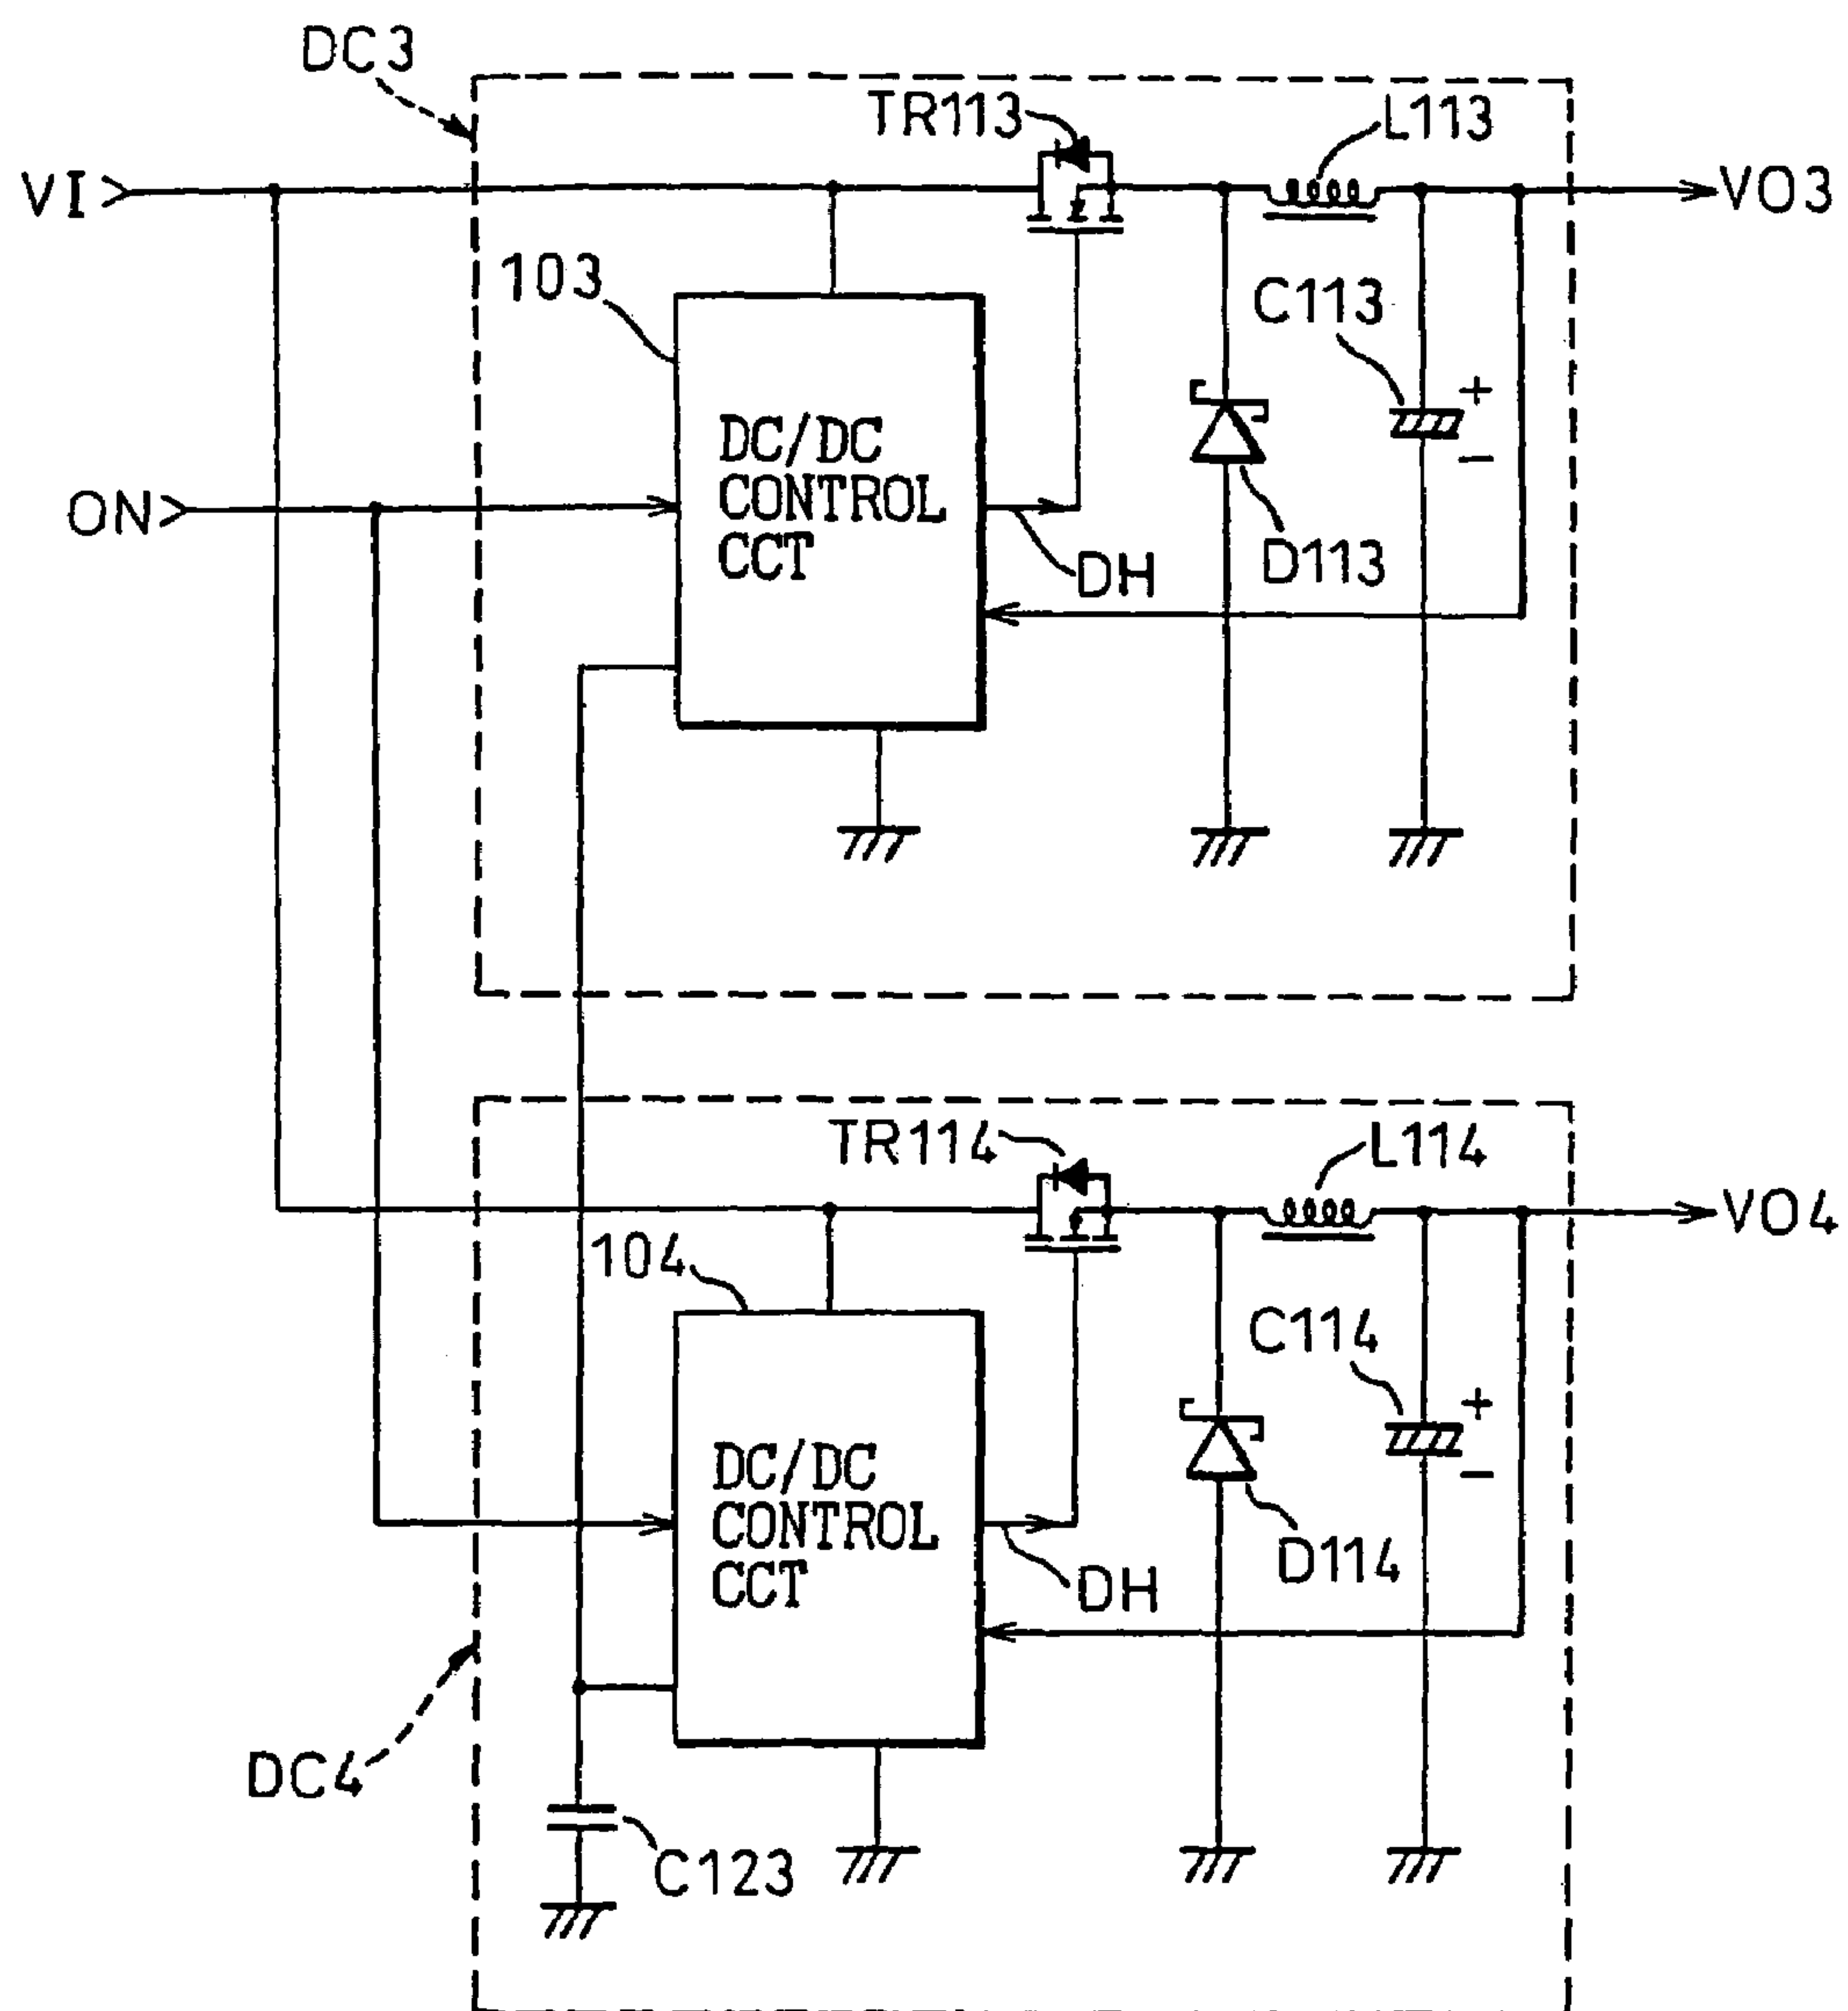 DC3
TR113
L113
VI
VO3
103
C113
+
DC/DC
CONTROL
CCT
−
ON
D113
DH
TR114
L114
VO4
104
C114
+
DC/DC
CONTROL
CCT
−
D114
DH
DC4
C123